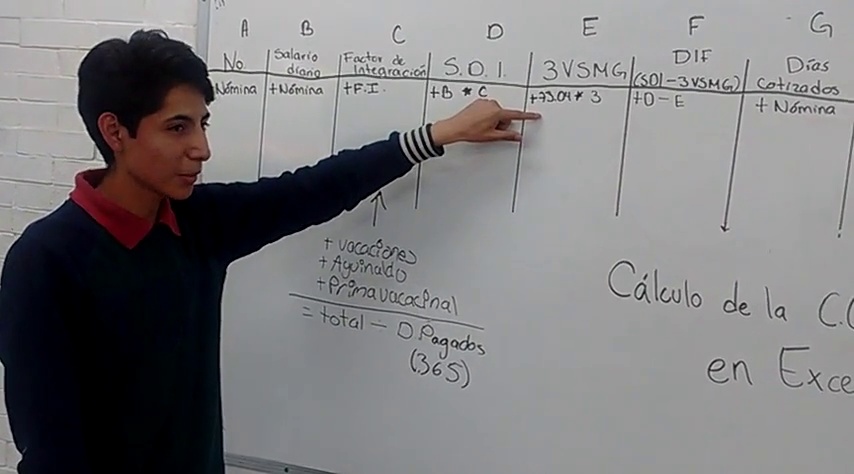 A B C D E F G
No Salario diario Factor de Integración S.D.I. 3VSMG DIF (SDI-3VSMG) Días Cotizados
Nómina +Nómina +F.I. +B * C +73.04 * 3 +D-E + Nómina
+ vacaciones
+ Aguinaldo
+ Prima vacacional
= total ÷ D. Pagados
(365)
Cálculo de la C.
en Exce